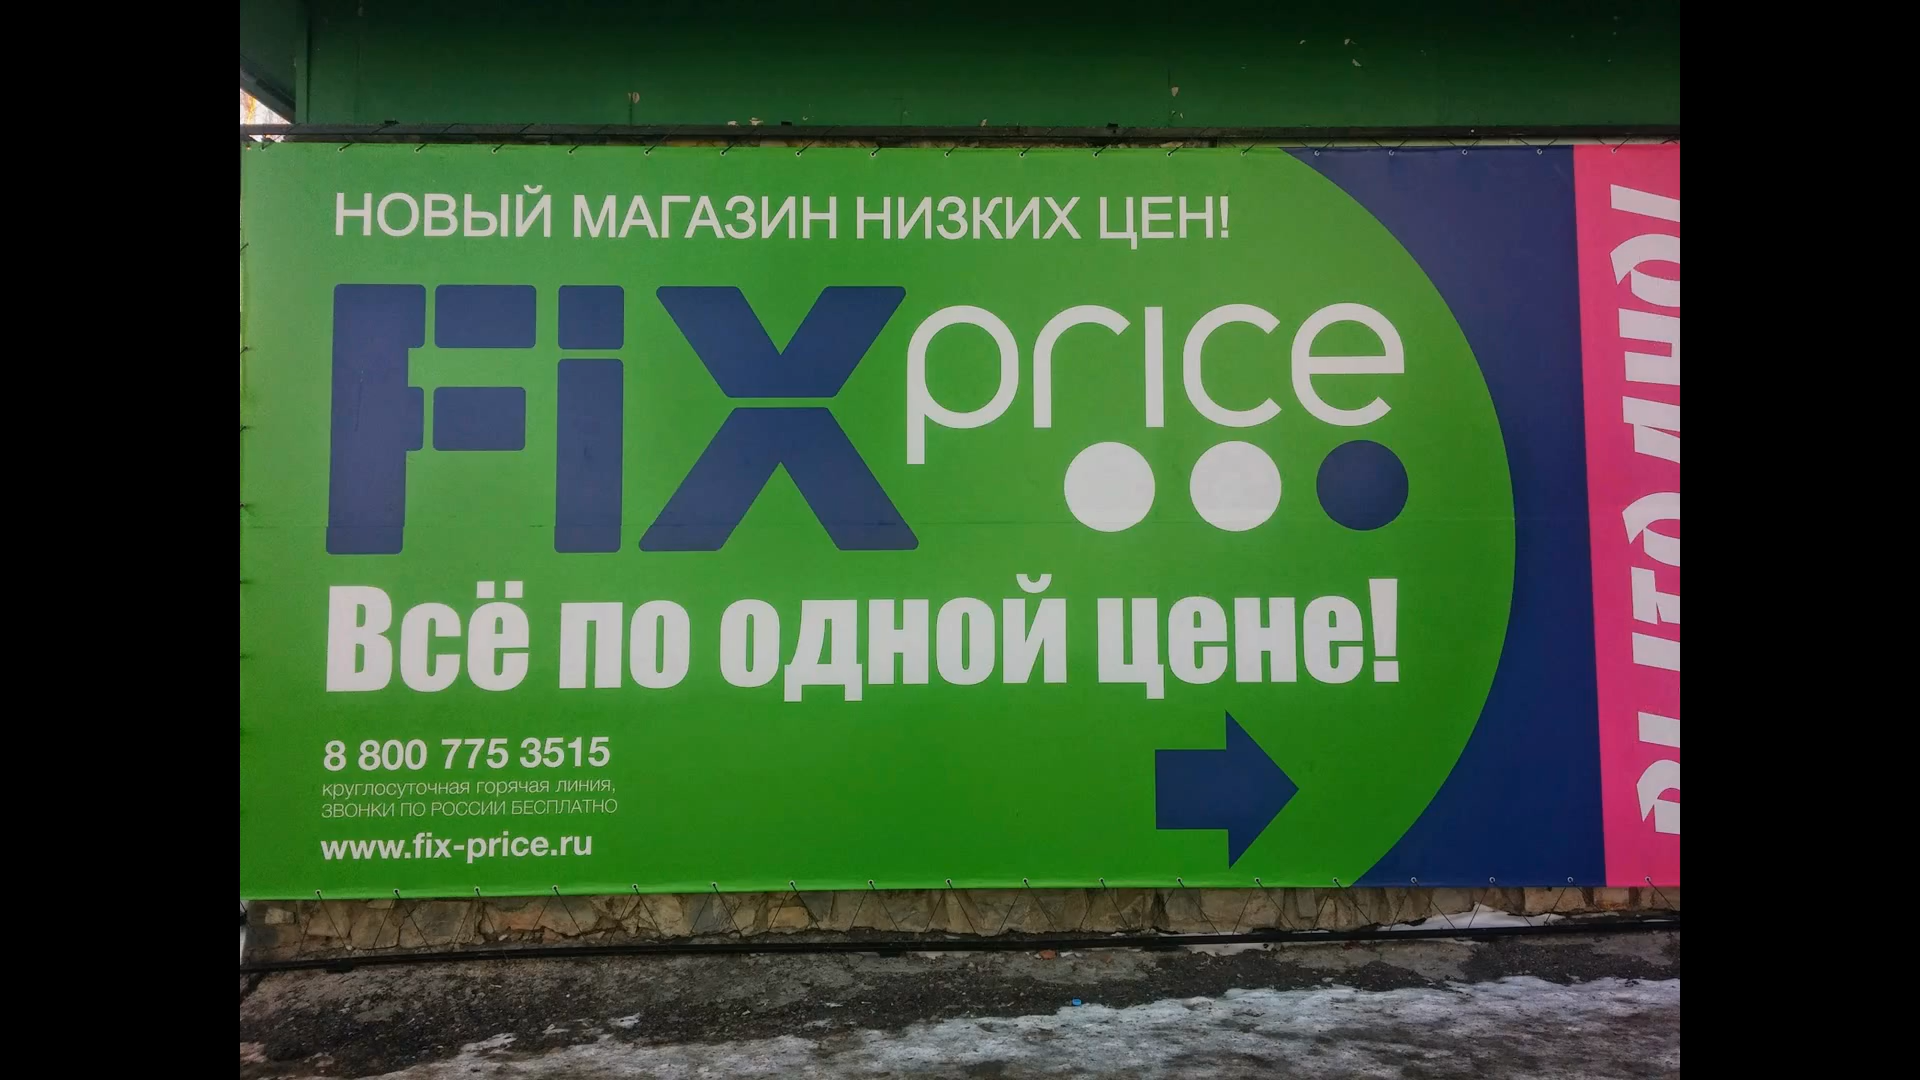 НОВЫЙ МАГАЗИН НИЗКИХ ЦЕН!
Fix price
Всё по одной цене!
8 800 775 3515
круглосуточная горячая линия,
ЗВОНКИ ПО РОССИИ БЕСПЛАТНО
www.fix-price.ru